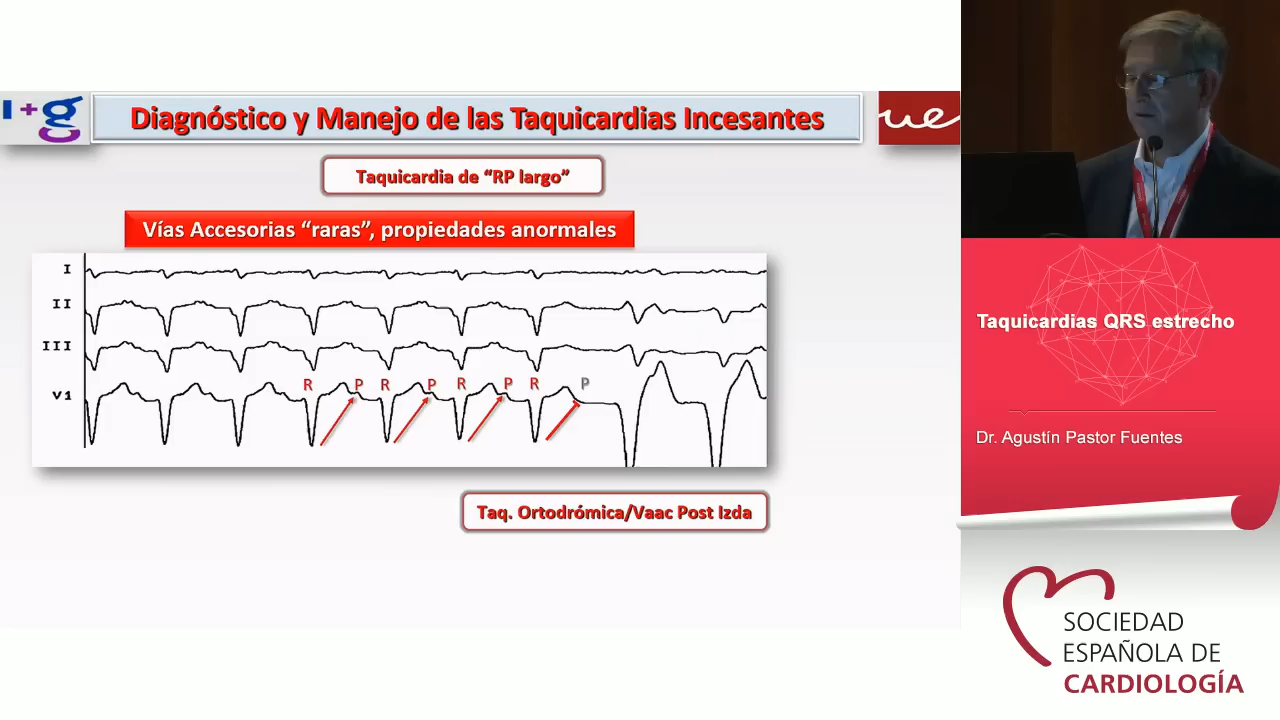 I+g
Diagnóstico y Manejo de las Taquicardias Incesantes
ue
Taquicardia de “RP largo”
Vías Accesorias “raras”, propiedades anormales
I
II
III
V1
R P R P R P R P
Taq. Ortodrómica/Vaac Post Izda
Taquicardias QRS estrecho
Dr. Agustín Pastor Fuentes
SOCIEDAD
ESPAÑOLA DE
CARDIOLOGÍA